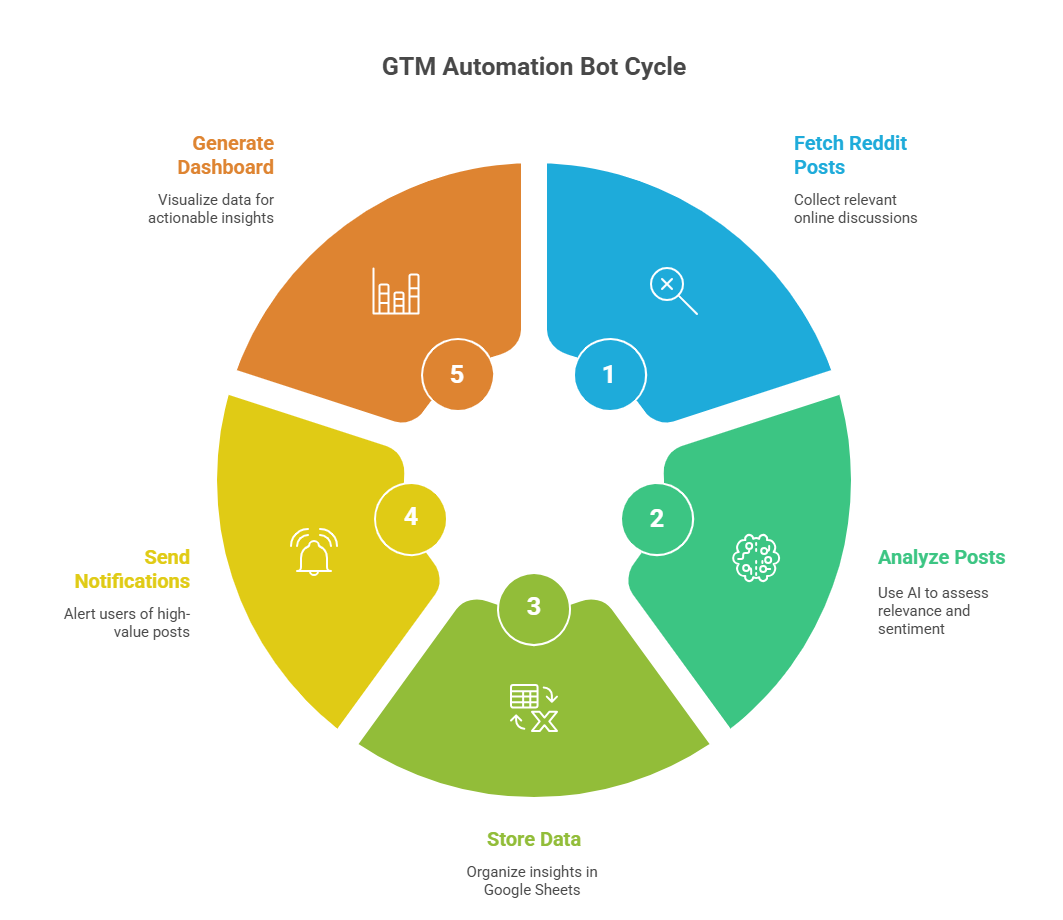 GTM Automation Bot Cycle
Generate
Dashboard
Visualize data for
actionable insights
Fetch Reddit
Posts
Collect relevant
online discussions
5
1
4
2
3
Send
Notifications
Alert users of high-
value posts
Analyze Posts
Use AI to assess
relevance and
sentiment
Store Data
Organize insights in
Google Sheets